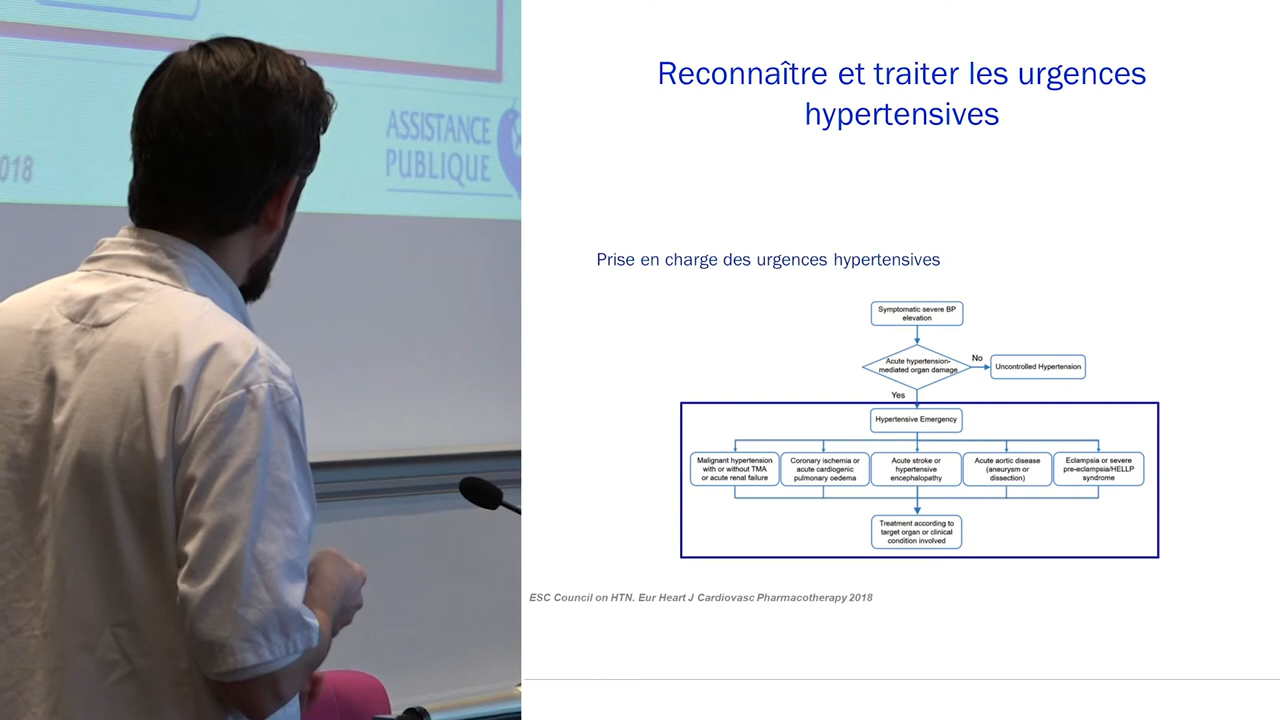 ASSISTANCE
PUBLIQUE
018
Reconnaître et traiter les urgences
hypertensives
Prise en charge des urgences hypertensives
Symptomatic severe BP
elevation
Acute hypertension-
mediated organ damage
No
Uncontrolled Hypertension
Yes
Hypertensive Emergency
Malignant hypertension
with or without TMA
or acute renal failure
Coronary ischemia or
acute cardiogenic
pulmonary oedema
Acute stroke or
hypertensive
encephalopathy
Acute aortic disease
(aneurysm or
dissection)
Eclampsia or severe
pre-eclampsia/HELLP
syndrome
Treatment according to
target organ or clinical
condition involved
ESC Council on HTN. Eur Heart J Cardiovasc Pharmacotherapy 2018